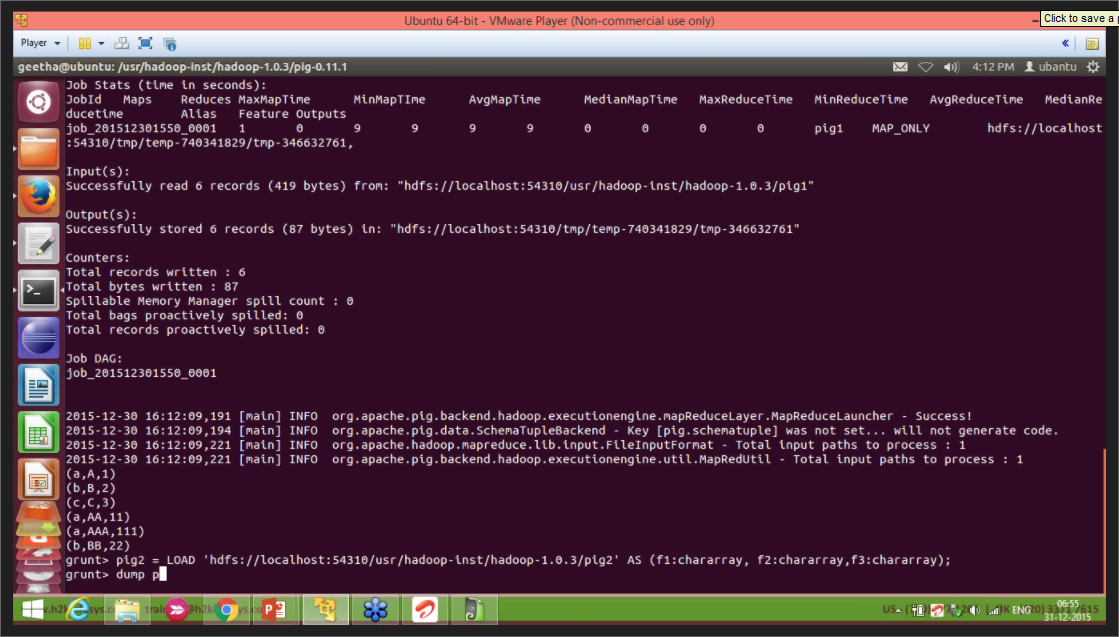 Ubuntu 64-bit - VMware Player (Non-commercial use only)
Click to save a
Player
geetha@ubuntu: /usr/hadoop-inst/hadoop-1.0.3/pig-0.11.1
4:12 PM
ubantu
Job Stats (time in seconds):
JobId Maps Reduces MaxMapTime MinMapTIme AvgMapTime MedianMapTime MaxReduceTime MinReduceTime AvgReduceTime MedianRe
ducetime Alias Feature Outputs
job_201512301550_0001 1 0 9 9 9 9 0 0 0 0 pig1 MAP_ONLY hdfs://localhost
:54310/tmp/temp-740341829/tmp-346632761,
Input(s):
Successfully read 6 records (419 bytes) from: "hdfs://localhost:54310/usr/hadoop-inst/hadoop-1.0.3/pig1"
Output(s):
Successfully stored 6 records (87 bytes) in: "hdfs://localhost:54310/tmp/temp-740341829/tmp-346632761"
Counters:
Total records written : 6
Total bytes written : 87
Spillable Memory Manager spill count : 0
Total bags proactively spilled: 0
Total records proactively spilled: 0
Job DAG:
job_201512301550_0001
2015-12-30 16:12:09,191 [main] INFO org.apache.pig.backend.hadoop.executionengine.mapReduceLayer.MapReduceLauncher - Success!
2015-12-30 16:12:09,194 [main] INFO org.apache.pig.data.SchemaTupleBackend - Key [pig.schematuple] was not set... will not generate code.
2015-12-30 16:12:09,221 [main] INFO org.apache.hadoop.mapreduce.lib.input.FileInputFormat - Total input paths to process : 1
2015-12-30 16:12:09,221 [main] INFO org.apache.pig.backend.hadoop.executionengine.util.MapRedUtil - Total input paths to process : 1
(a,A,1)
(b,B,2)
(c,C,3)
(a,AA,11)
(a,AAA,111)
(b,BB,22)
grunt> pig2 = LOAD 'hdfs://localhost:54310/usr/hadoop-inst/hadoop-1.0.3/pig2' AS (f1:chararray, f2:chararray,f3:chararray);
grunt> dump p
ENG
06:55
31-12-2015